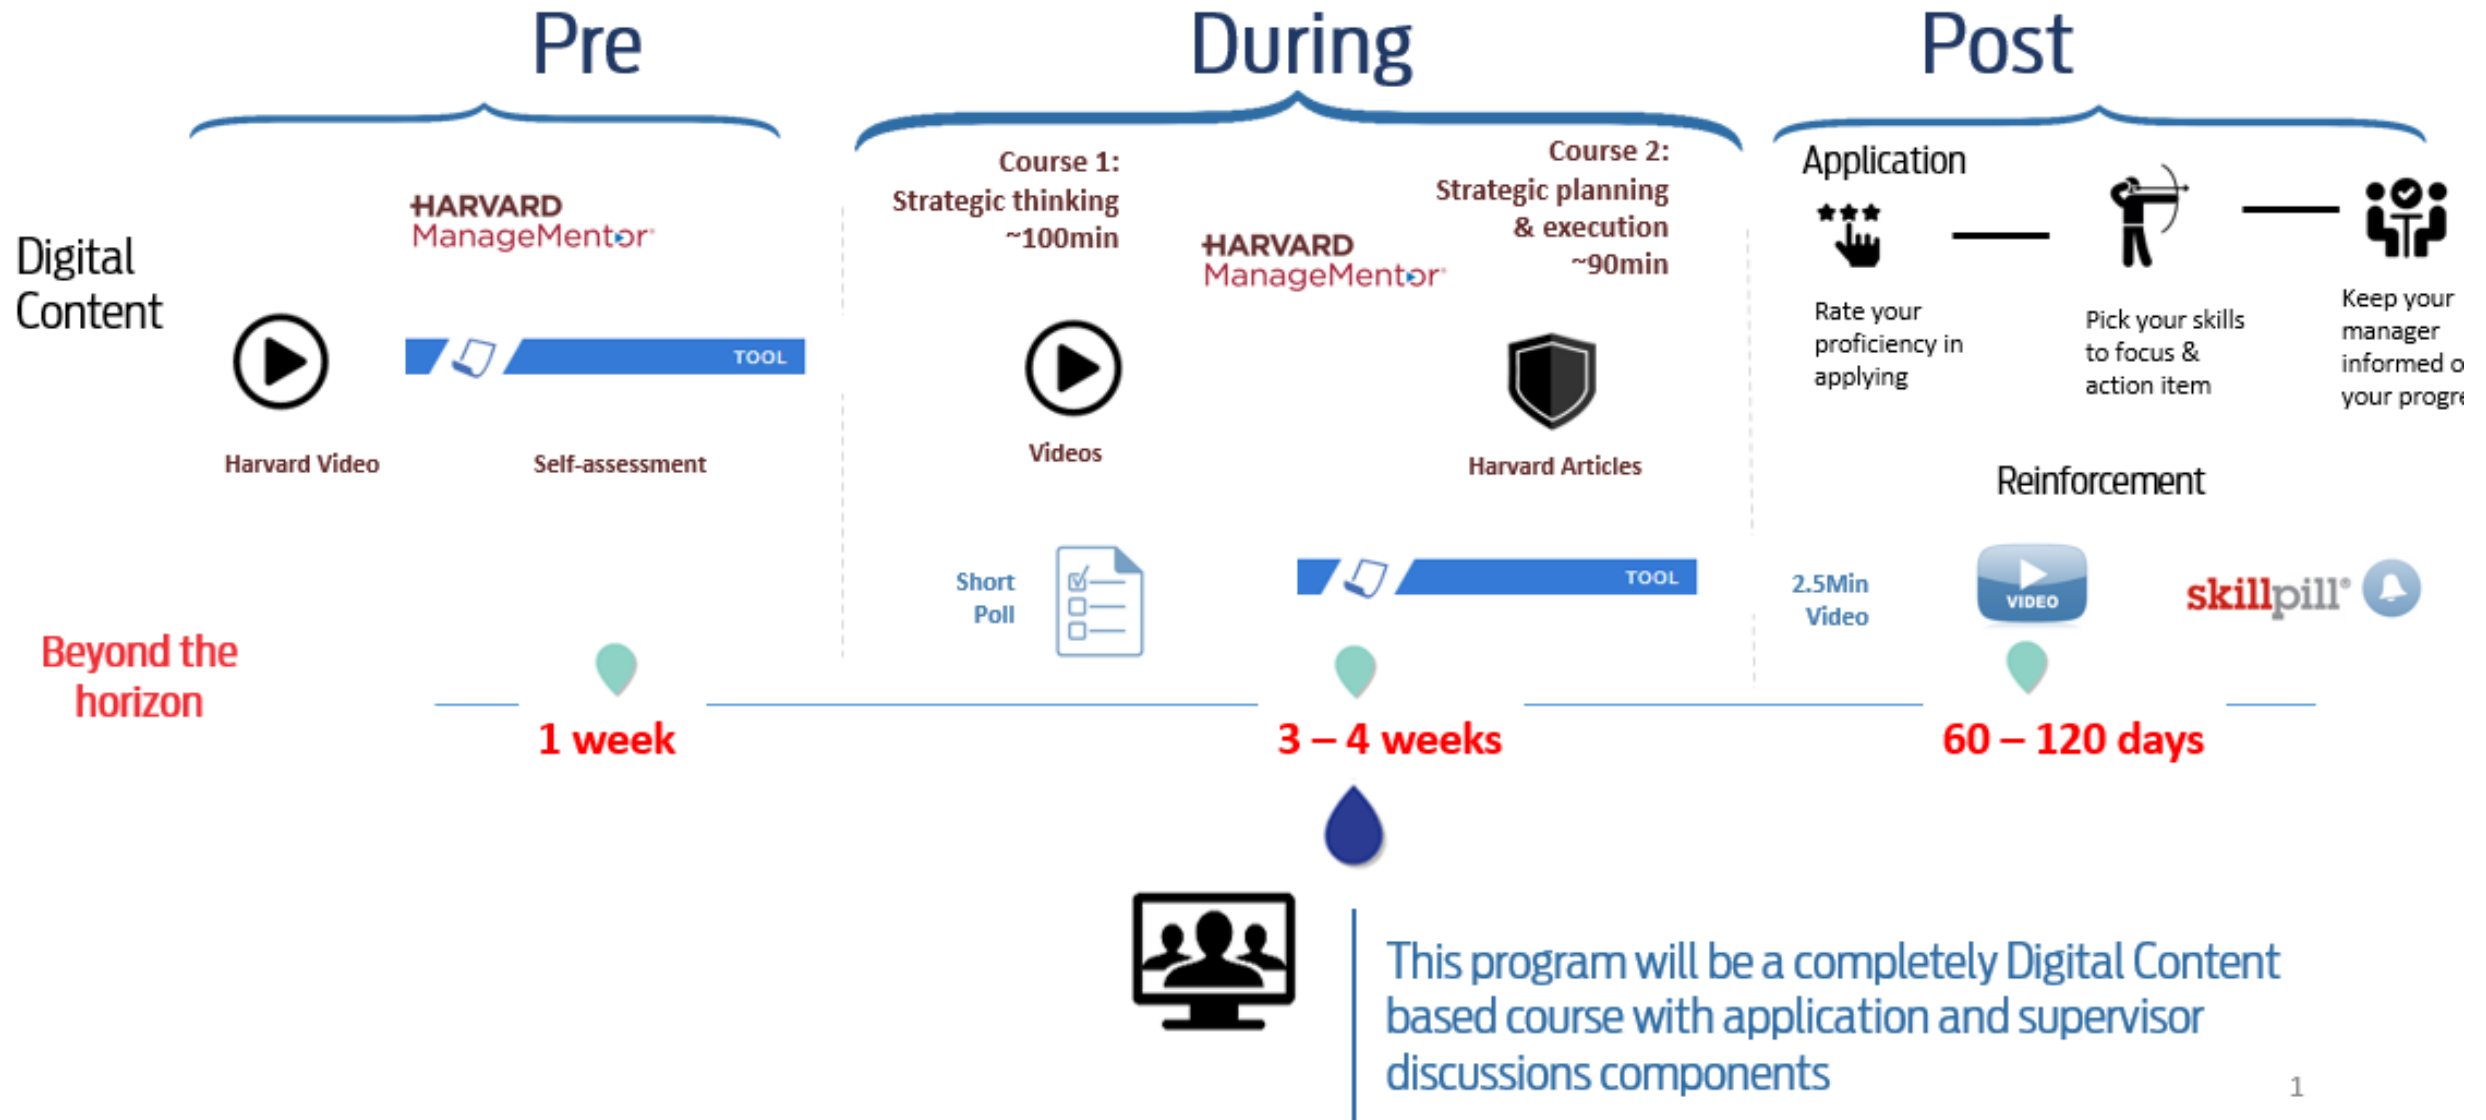 Pre
During
Post
Digital
Content
HARVARD
ManageMentor®
Harvard Video
TOOL
Self-assessment
Course 1:
Strategic thinking
~100min
HARVARD
ManageMentor®
Course 2:
Strategic planning
& execution
~90min
Videos
Harvard Articles
Short
Poll
TOOL
Application
Rate your
proficiency in
applying
Pick your skills
to focus &
action item
Keep your
manager
informed o
your progre
Reinforcement
2.5Min
Video
VIDEO
skillpill®
Beyond the
horizon
1 week
3 – 4 weeks
60 – 120 days
This program will be a completely Digital Content
based course with application and supervisor
discussions components
1